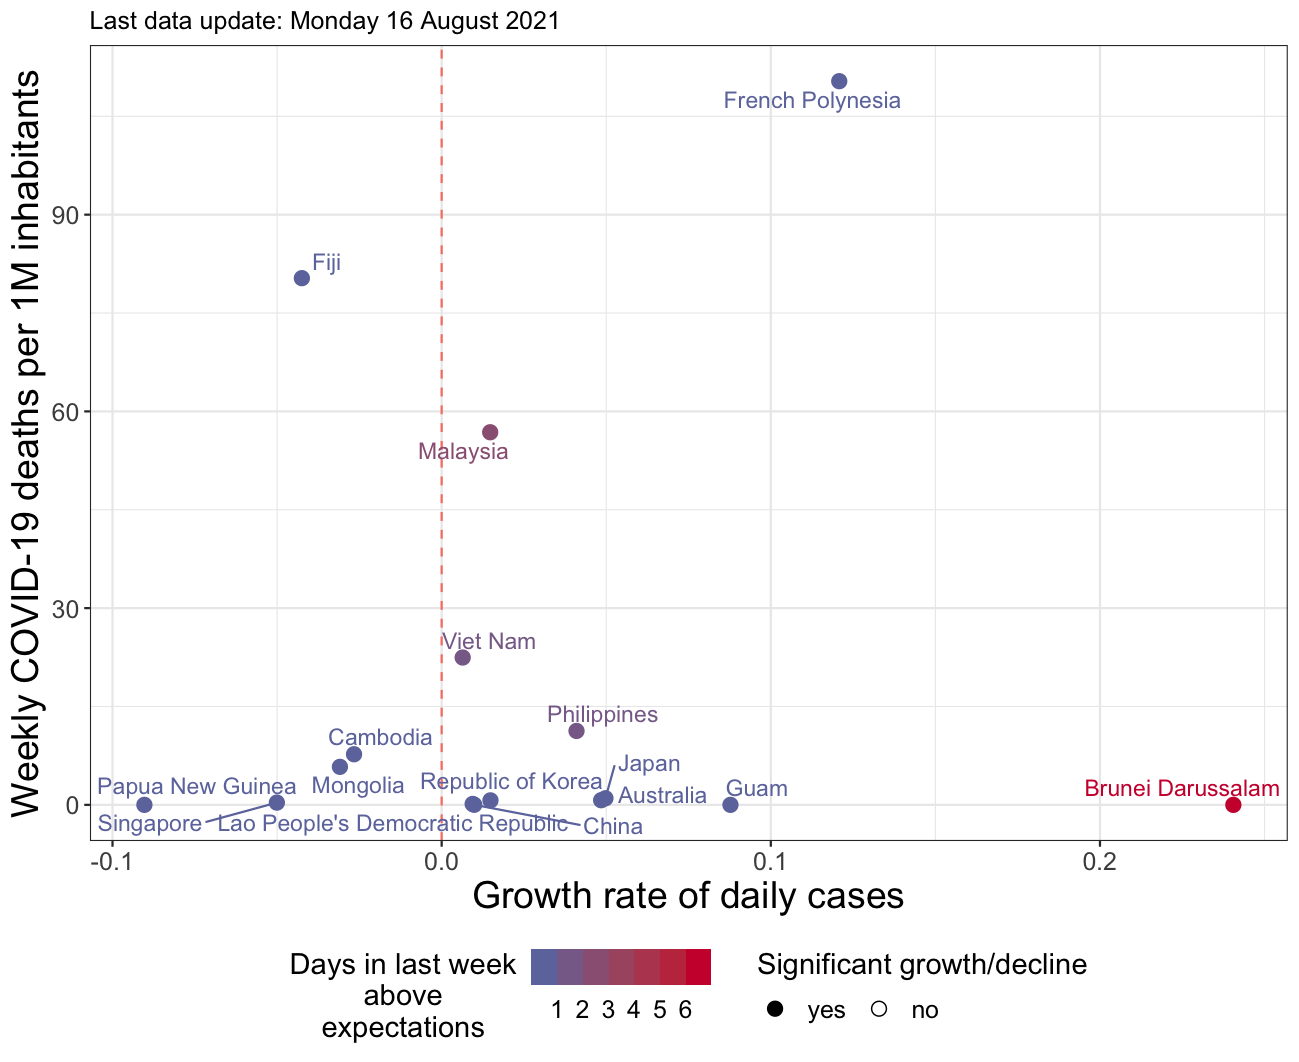 Last data update: Monday 16 August 2021
Weekly COVID-19 deaths per 1M inhabitants
90
60
30
0
French Polynesia
Fiji
Malaysia
Viet Nam
Philippines
Cambodia
Japan
Papua New Guinea
Mongolia
Republic of Korea
Australia
Guam
Brunei Darussalam
Singapore
Lao People's Democratic Republic
China
-0.1
0.0
0.1
0.2
Growth rate of daily cases
Days in last week
above
expectations
1 2 3 4 5 6
Significant growth/decline
yes no